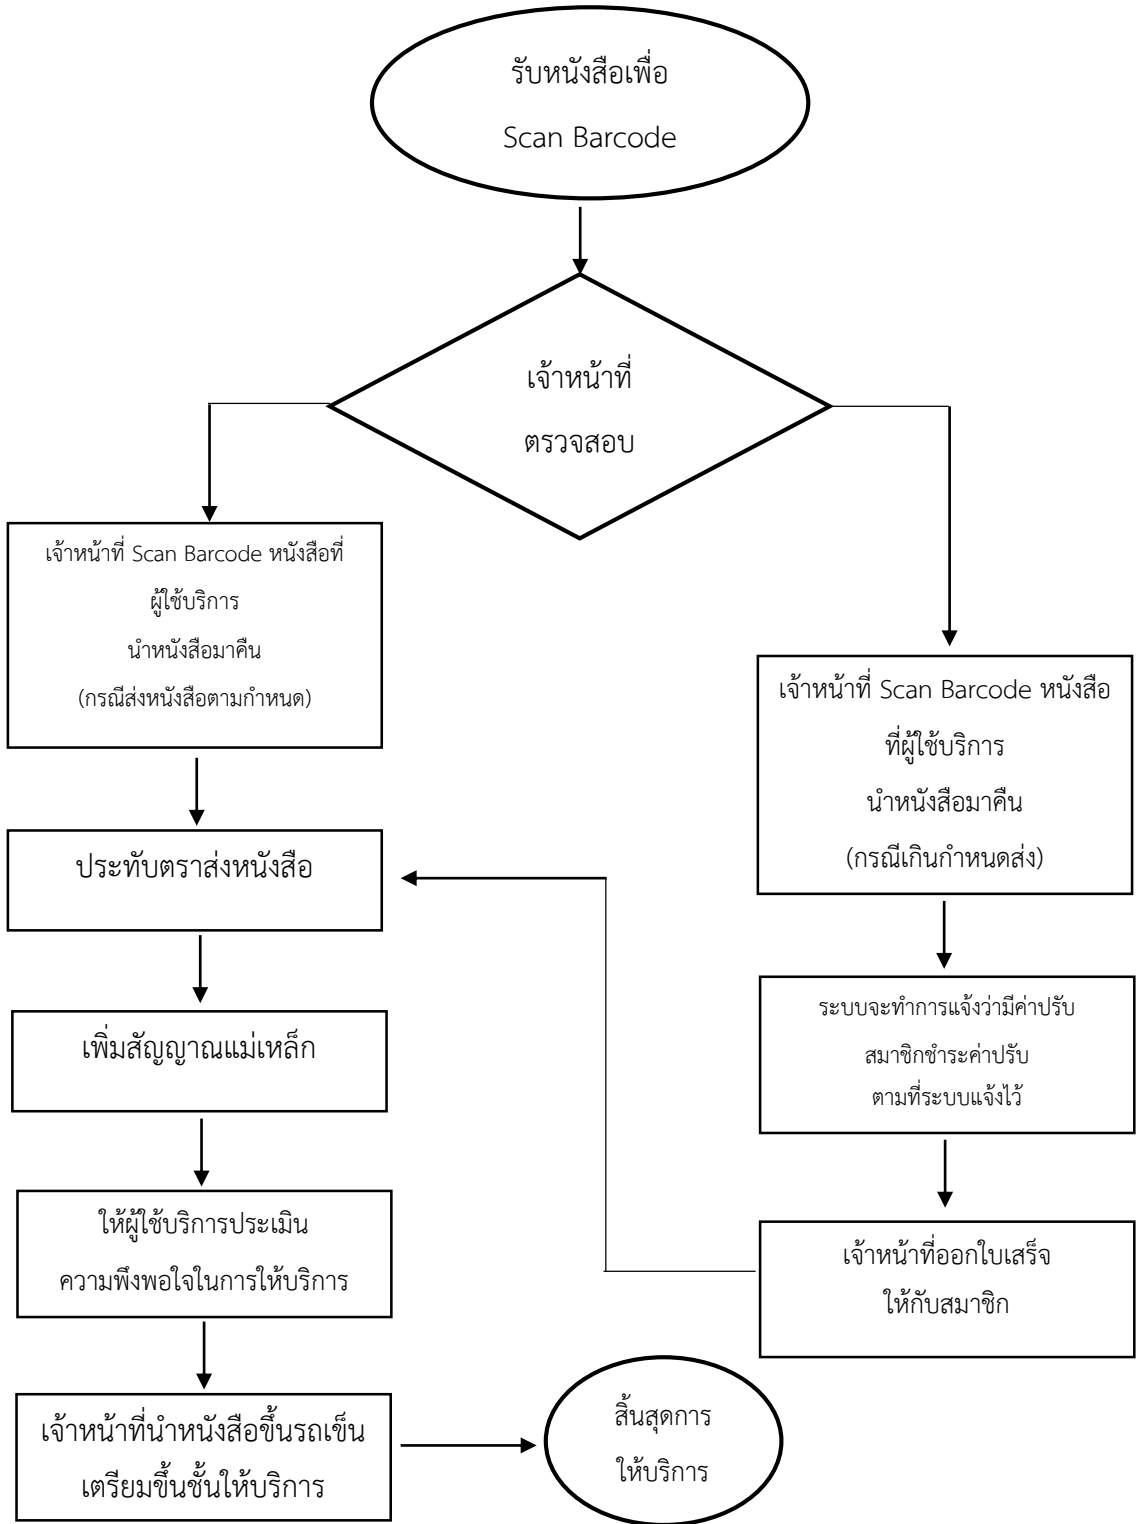 รับหนังสือเพื่อ
Scan Barcode
เจ้าหน้าที่
ตรวจสอบ
เจ้าหน้าที่ Scan Barcode หนังสือที่
ผู้ใช้บริการ
นำหนังสือมาคืน
(กรณีส่งหนังสือตามกำหนด)
เจ้าหน้าที่ Scan Barcode หนังสือ
ที่ผู้ใช้บริการ
นำหนังสือมาคืน
(กรณีเกินกำหนดส่ง)
ประทับตราส่งหนังสือ
ระบบจะทำการแจ้งว่ามีค่าปรับ
สมาชิกชำระค่าปรับ
ตามที่ระบบแจ้งไว้
เพิ่มสัญญาณแม่เหล็ก
ให้ผู้ใช้บริการประเมิน
ความพึงพอใจในการให้บริการ
เจ้าหน้าที่ออกใบเสร็จ
ให้กับสมาชิก
เจ้าหน้าที่นำหนังสือขึ้นรถเข็น
เตรียมขึ้นชั้นให้บริการ
สิ้นสุดการ
ให้บริการ